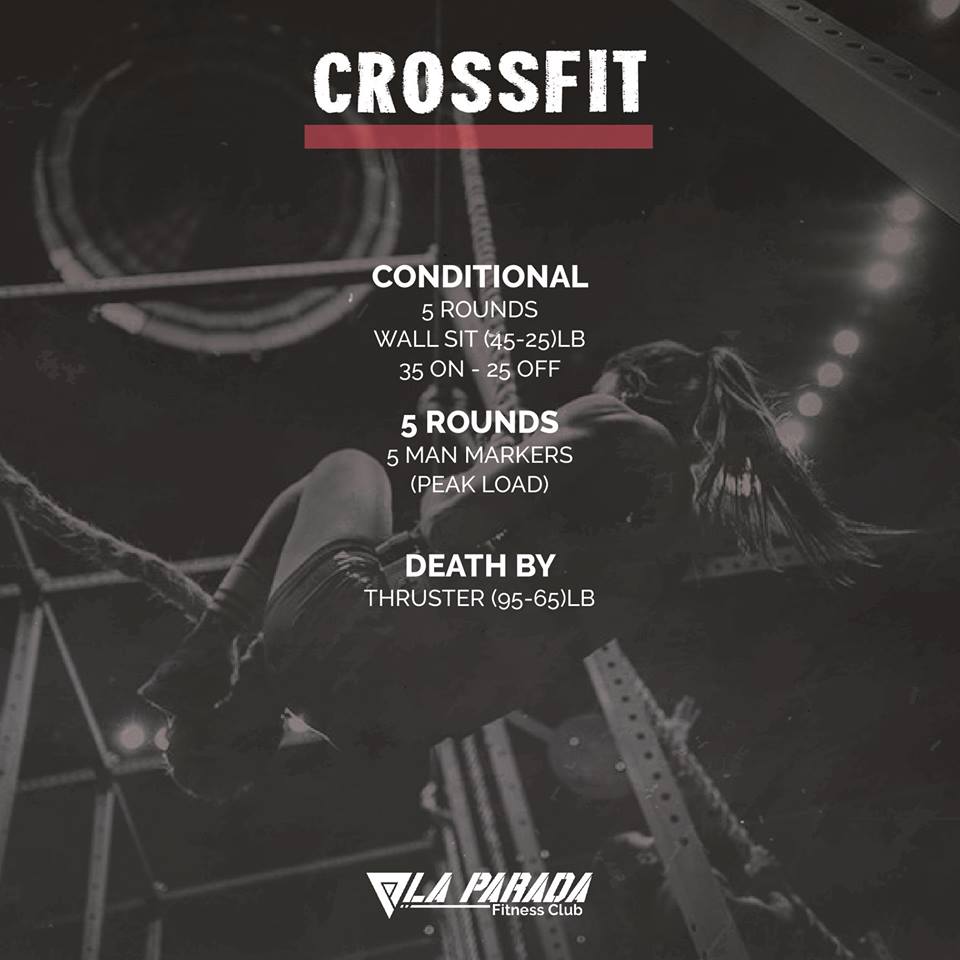 CROSSFIT
CONDITIONAL
5 ROUNDS
WALL SIT (45-25)LB
35 ON - 25 OFF
5 ROUNDS
5 MAN MARKERS
(PEAK LOAD)
DEATH BY
THRUSTER (95-65)LB
LA PARADA
Fitness Club